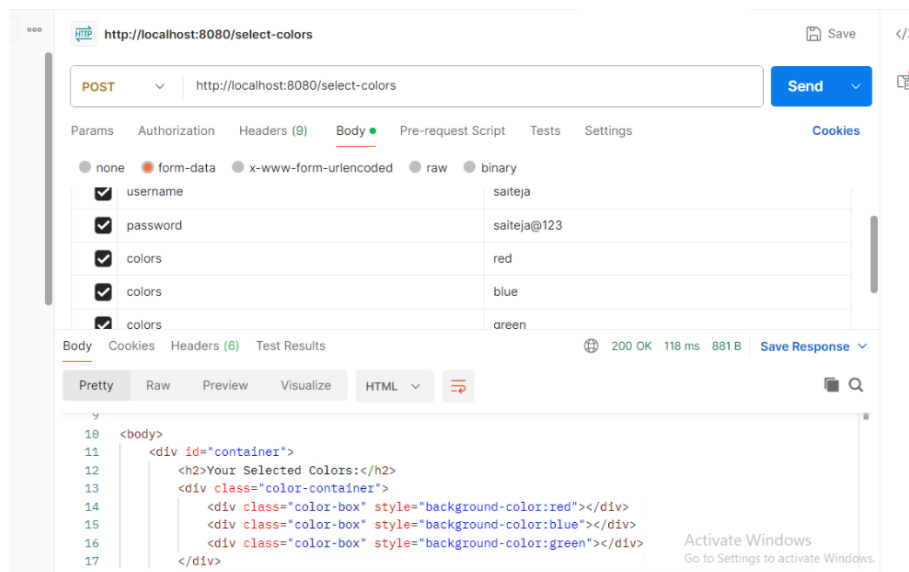 ooo HTTP http://localhost:8080/select-colors Save </
POST http://localhost:8080/select-colors Send
Params Authorization Headers (9) Body Pre-request Script Tests Settings Cookies
none form-data x-www-form-urlencoded raw binary
username saiteja
password saiteja@123
colors red
colors blue
colors green
Body Cookies Headers (6) Test Results 200 OK 118 ms 881 B Save Response
Pretty Raw Preview Visualize HTML
9
10 <body>
11 <div id="container">
12 <h2>Your Selected Colors:</h2>
13 <div class="color-container">
14 <div class="color-box" style="background-color:red"></div>
15 <div class="color-box" style="background-color:blue"></div>
16 <div class="color-box" style="background-color:green"></div>
17 </div>
Activate Windows
Go to Settings to activate Windows.